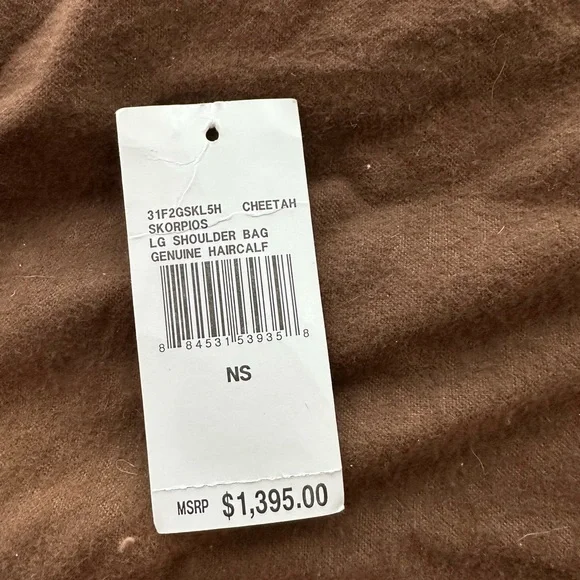 31F2GSKL5H CHEETAH
SKORPIOS
LG SHOULDER BAG
GENUINE HAIRCALF
8 84531 53935 8
NS
MSRP $1,395.00